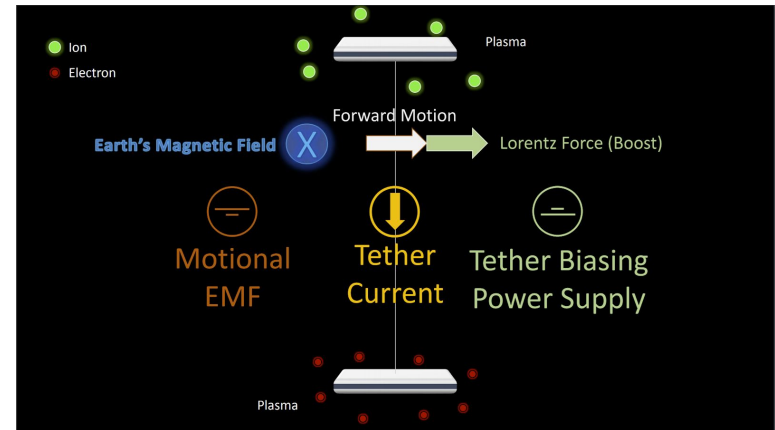 Ion
Electron
Plasma
Forward Motion
Earth's Magnetic Field
X
Lorentz Force (Boost)
Motional
EMF
Tether
Current
Tether Biasing
Power Supply
Plasma